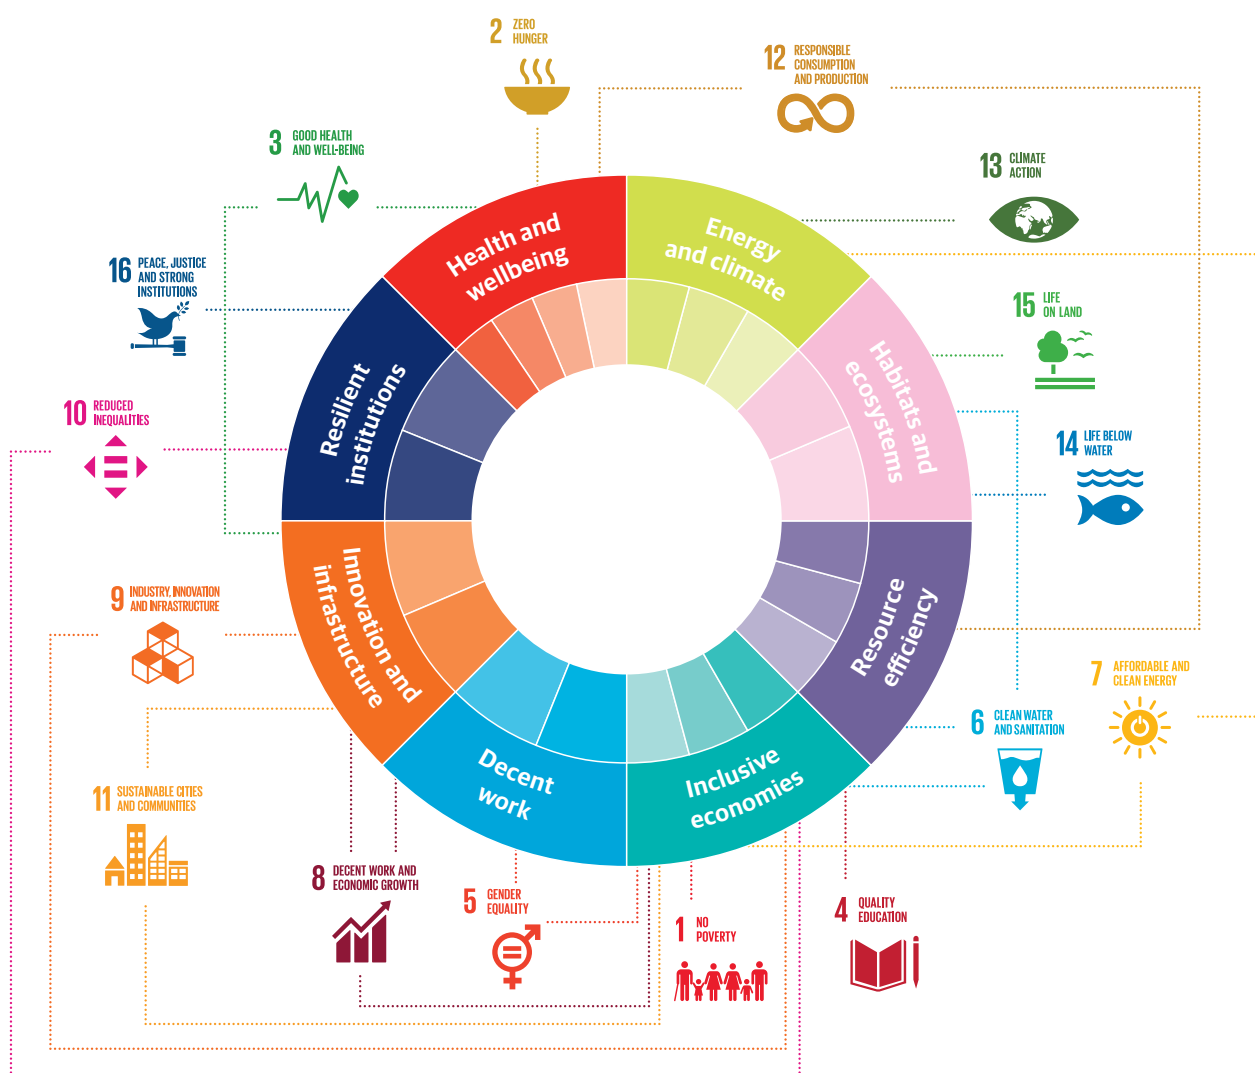 2 ZERO
HUNGER
12 RESPONSIBLE
CONSUMPTION
AND PRODUCTION
3 GOOD HEALTH
AND WELL-BEING
13 CLIMATE
ACTION
Health and
wellbeing
Energy
and climate
16 PEACE, JUSTICE
AND STRONG
INSTITUTIONS
15 LIFE
ON LAND
Resilient
institutions
Habitats and
ecosystems
10 REDUCED
INEQUALITIES
14 LIFE BELOW
WATER
9 INDUSTRY, INNOVATION
AND INFRASTRUCTURE
Innovation and
infrastructure
Resource
efficiency
7 AFFORDABLE AND
CLEAN ENERGY
6 CLEAN WATER
AND SANITATION
11 SUSTAINABLE CITIES
AND COMMUNITIES
Decent
work
Inclusive
economies
8 DECENT WORK AND
ECONOMIC GROWTH
5 GENDER
EQUALITY
1 NO
POVERTY
4 QUALITY
EDUCATION